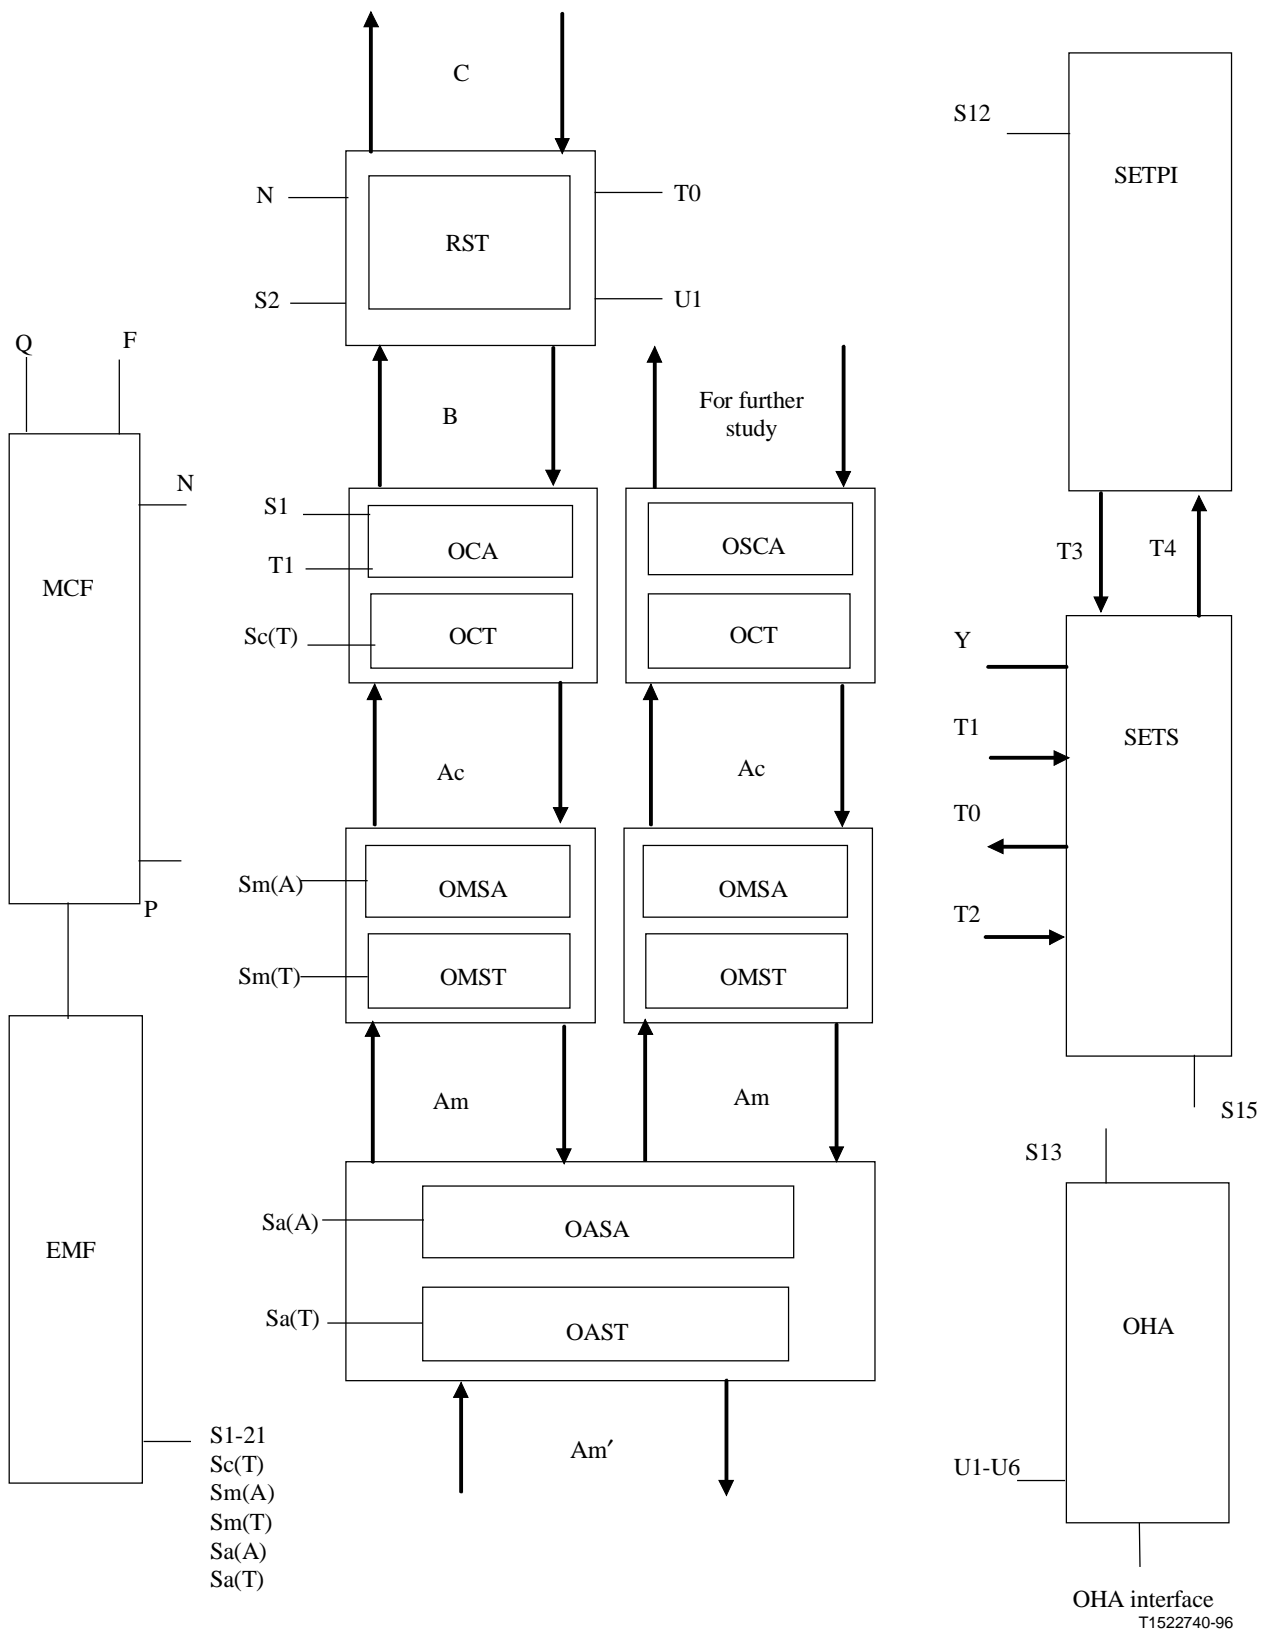 C
S12
SETPI
N
T0
RST
S2
U1
Q
F
B
For further
study
N
S1
OCA
OSCA
T3
T4
T1
MCF
Sc(T)
OCT
OCT
Y
T1
SETS
Ac
Ac
T0
Sm(A)
OMSA
OMSA
P
T2
Sm(T)
OMST
OMST
Am
Am
S15
S13
Sa(A)
OASA
EMF
Sa(T)
OAST
OHA
S1-21
Am′
Sc(T)
U1-U6
Sm(A)
Sm(T)
Sa(A)
Sa(T)
OHA interface
T1522740-96